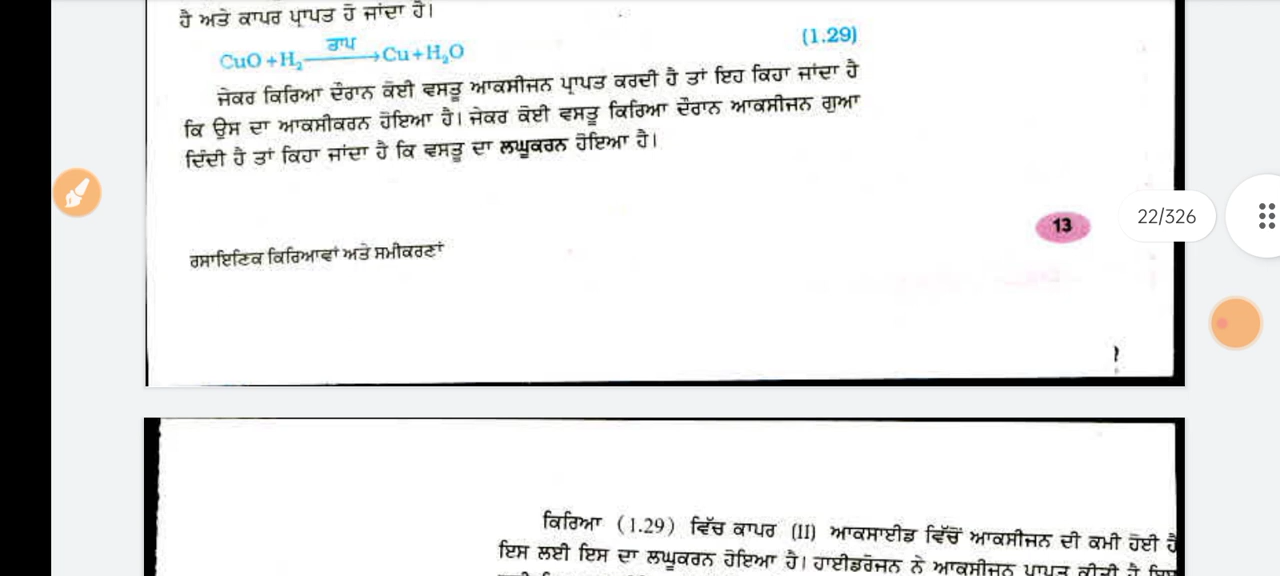 ਹੈ ਅਤੇ ਕਾਪਰ ਪ੍ਰਾਪਤ ਹੋ ਜਾਂਦਾ ਹੈ।
CuO + H₂ —ਤਾਪ→ Cu + H₂O (1.29)
ਜੇਕਰ ਕਿਰਿਆ ਦੌਰਾਨ ਕੋਈ ਵਸਤੂ ਆਕਸੀਜਨ ਪ੍ਰਾਪਤ ਕਰਦੀ ਹੈ ਤਾਂ ਇਹ ਕਿਹਾ ਜਾਂਦਾ ਹੈ
ਕਿ ਉਸ ਦਾ ਆਕਸੀਕਰਨ ਹੋਇਆ ਹੈ। ਜੇਕਰ ਕੋਈ ਵਸਤੂ ਕਿਰਿਆ ਦੌਰਾਨ ਆਕਸੀਜਨ ਗੁਆ
ਦਿੰਦੀ ਹੈ ਤਾਂ ਕਿਹਾ ਜਾਂਦਾ ਹੈ ਕਿ ਵਸਤੂ ਦਾ ਲਘੂਕਰਨ ਹੋਇਆ ਹੈ।
22/326
13
ਰਸਾਇਣਿਕ ਕਿਰਿਆਵਾਂ ਅਤੇ ਸਮੀਕਰਣਾਂ
ਕਿਰਿਆ (1.29) ਵਿੱਚ ਕਾਪਰ (II) ਆਕਸਾਈਡ ਵਿੱਚੋਂ ਆਕਸੀਜਨ ਦੀ ਕਮੀ ਹੋਈ ਹੈ
ਇਸ ਲਈ ਇਸ ਦਾ ਲਘੂਕਰਨ ਹੋਇਆ ਹੈ। ਹਾਈਡਰੋਜਨ ਨੇ ਆਕਸੀਜਨ ਪ੍ਰਾਪਤ ਕੀਤੀ ਹੈ